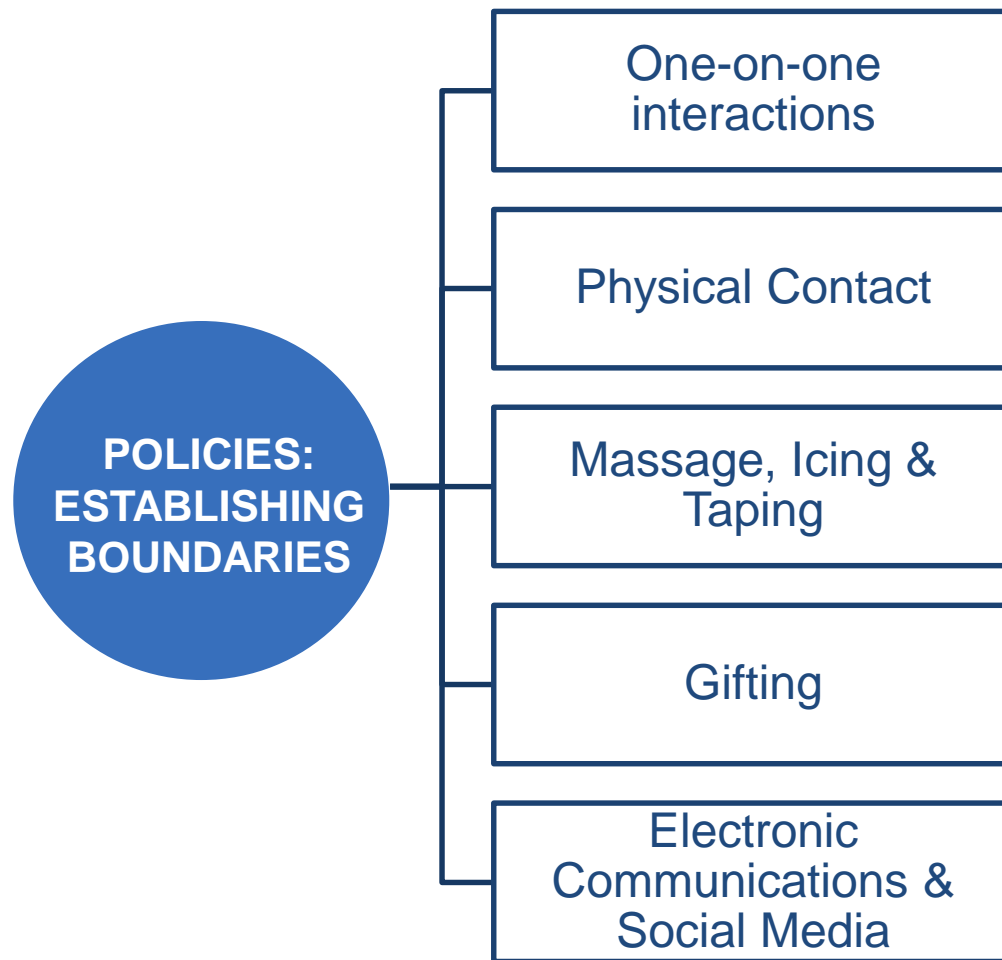 One-on-one
interactions
Physical Contact
POLICIES:
ESTABLISHING
BOUNDARIES
Massage, Icing &
Taping
Gifting
Electronic
Communications &
Social Media